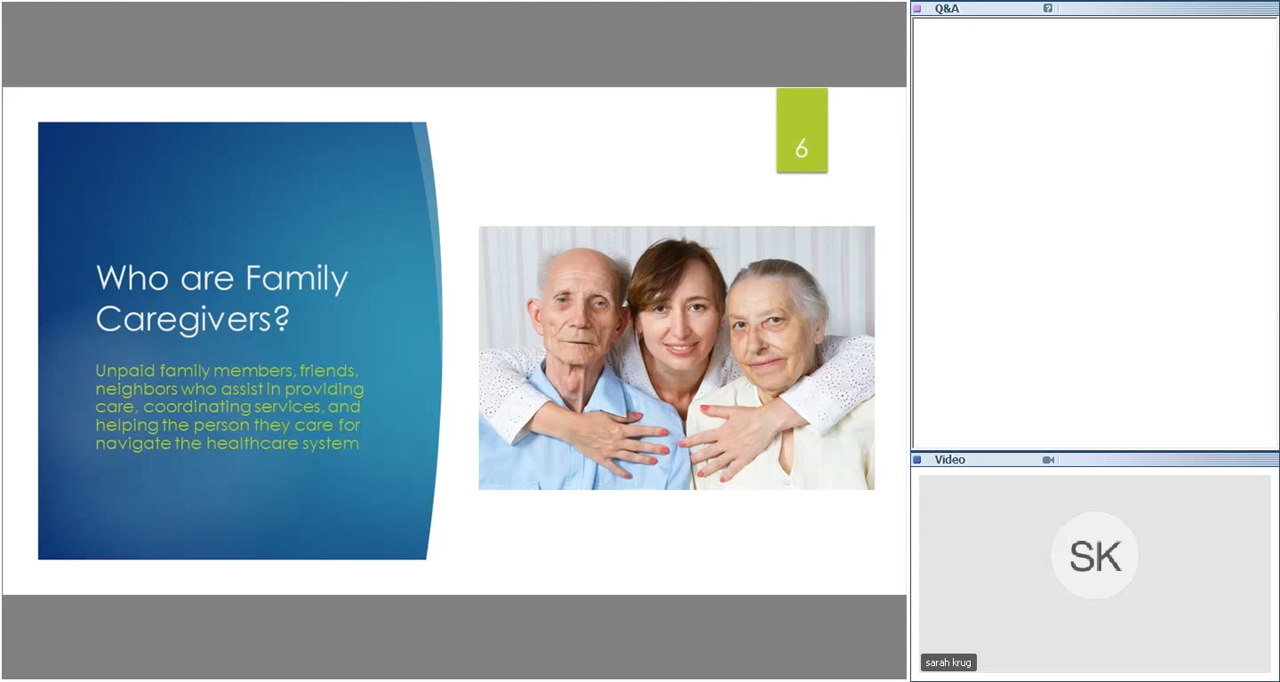 6
Who are Family
Caregivers?
Unpaid family members, friends,
neighbors who assist in providing
care, coordinating services, and
helping the person they care for
navigate the healthcare system
Q&A
?
Video
SK
sarah krug